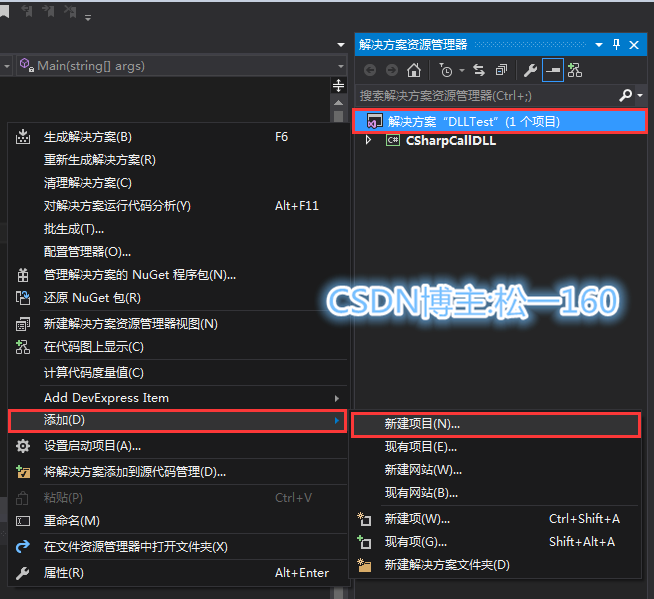 Main(string[] args)
解决方案资源管理器
搜索解决方案资源管理器(Ctrl+;)
解决方案“DLLTest”(1 个项目)
C# CSharpCallDLL
生成解决方案(B) F6
重新生成解决方案(R)
清理解决方案(C)
对解决方案运行代码分析(Y) Alt+F11
批生成(T)...
配置管理器(O)...
管理解决方案的 NuGet 程序包(N)...
还原 NuGet 包(R)
新建解决方案资源管理器视图(N)
在代码图上显示(C)
计算代码度量值(C)
Add DevExpress Item
添加(D)
设置启动项目(A)...
将解决方案添加到源代码管理(D)...
粘贴(P) Ctrl+V
重命名(M)
在文件资源管理器中打开文件夹(X)
属性(R) Alt+Enter
CSDN博主:松一160
新建项目(N)...
现有项目(E)...
新建网站(W)...
现有网站(B)...
新建项(W)... Ctrl+Shift+A
现有项(G)... Shift+Alt+A
新建解决方案文件夹(D)